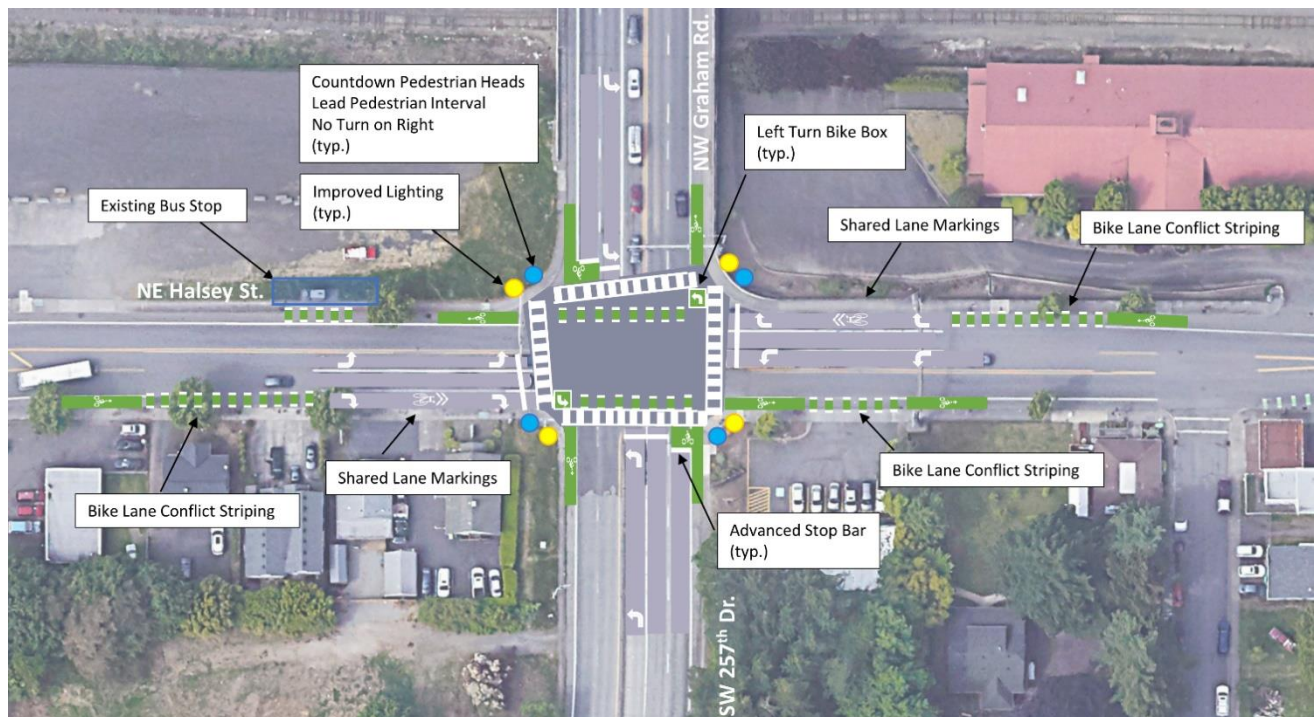 NW Graham Rd.
Countdown Pedestrian Heads
Lead Pedestrian Interval
No Turn on Right
(typ.)
Left Turn Bike Box
(typ.)
Improved Lighting
(typ.)
Existing Bus Stop
Shared Lane Markings
Bike Lane Conflict Striping
NE Halsey St.
Bike Lane Conflict Striping
Shared Lane Markings
Bike Lane Conflict Striping
Advanced Stop Bar
(typ.)
SW 257th Dr.